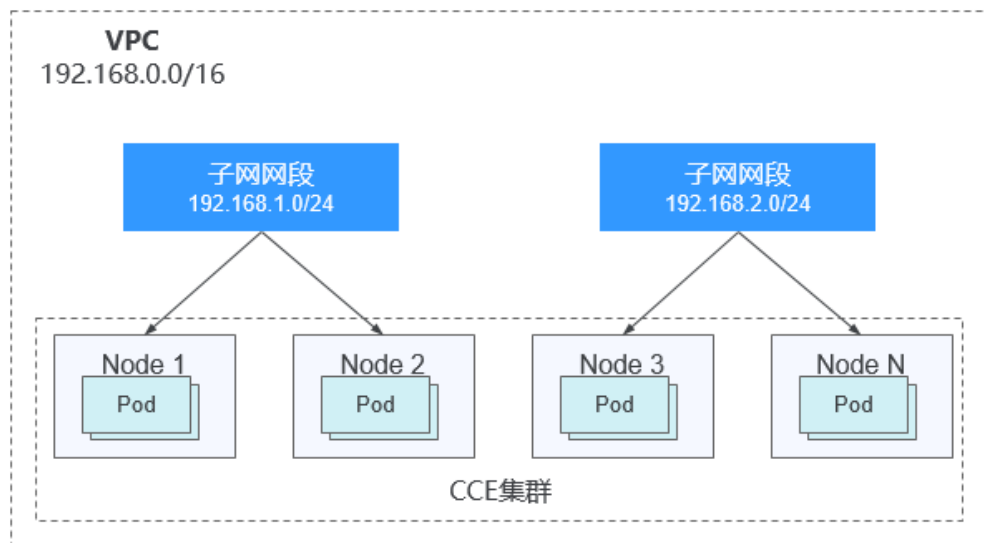 VPC
192.168.0.0/16
子网网段
192.168.1.0/24
子网网段
192.168.2.0/24
Node 1
Pod
Node 2
Pod
Node 3
Pod
Node N
Pod
CCE集群